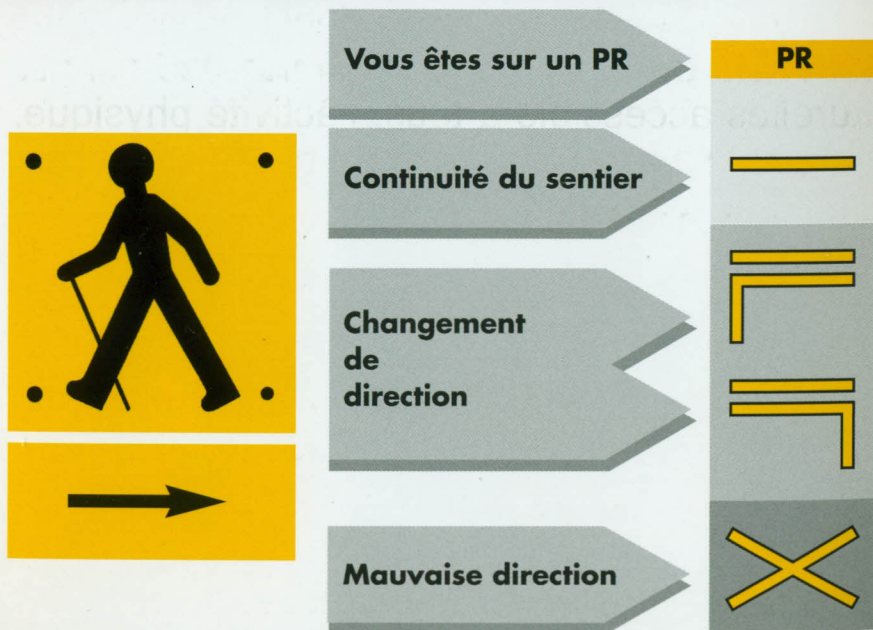 Vous êtes sur un PR
PR
Continuité du sentier
Changement
de
direction
Mauvaise direction